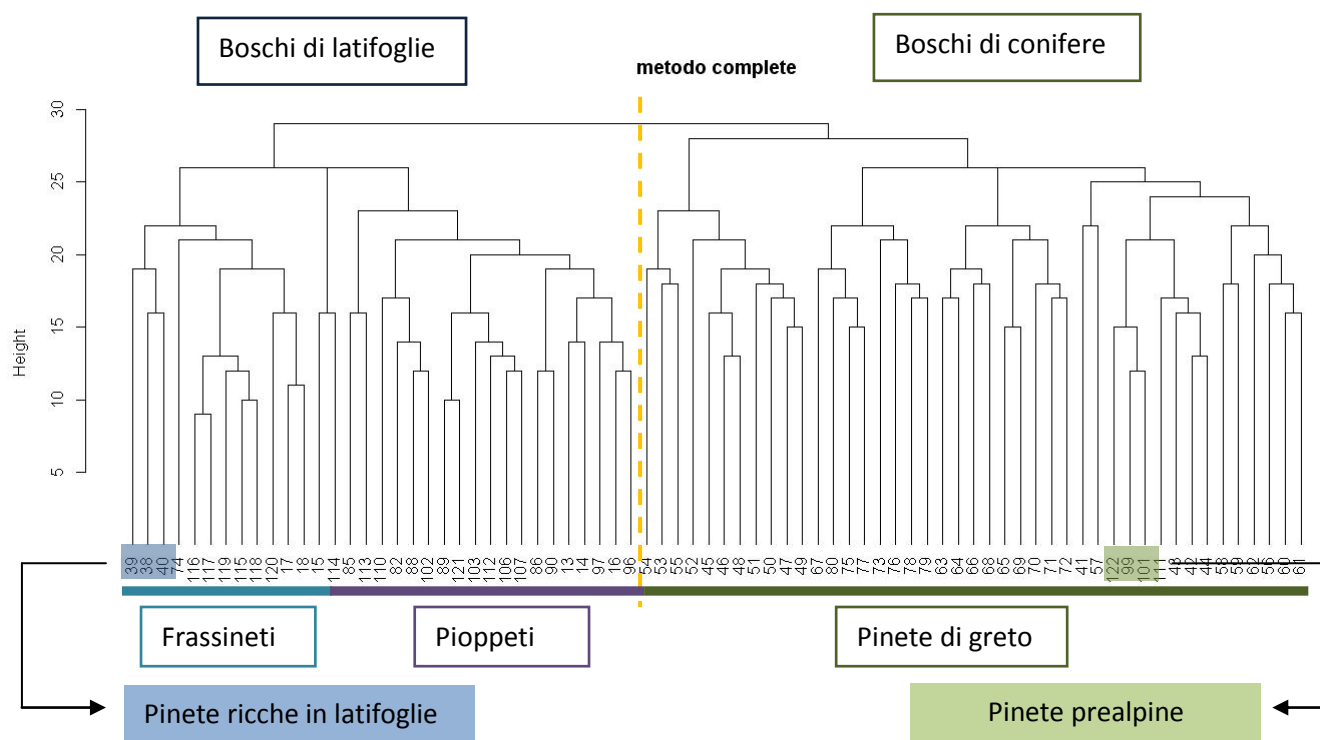 Boschi di latifoglie
Boschi di conifere
metodo complete
30
25
20
15
10
5
Height
39 38 40 74 116 117 119 115 118 120 17 18 15 114 85 113 110 82 88 102 89 121 103 112 106 107 86 90 13 14 97 16 96 54 53 55 52 45 46 48 51 50 47 49 67 80 75 77 73 76 78 79 63 64 66 68 65 69 70 71 72 41 57 122 99 101 111 43 42 44 58 59 62 56 60 61
Frassineti
Pioppeti
Pinete di greto
Pinete ricche in latifoglie
Pinete prealpine